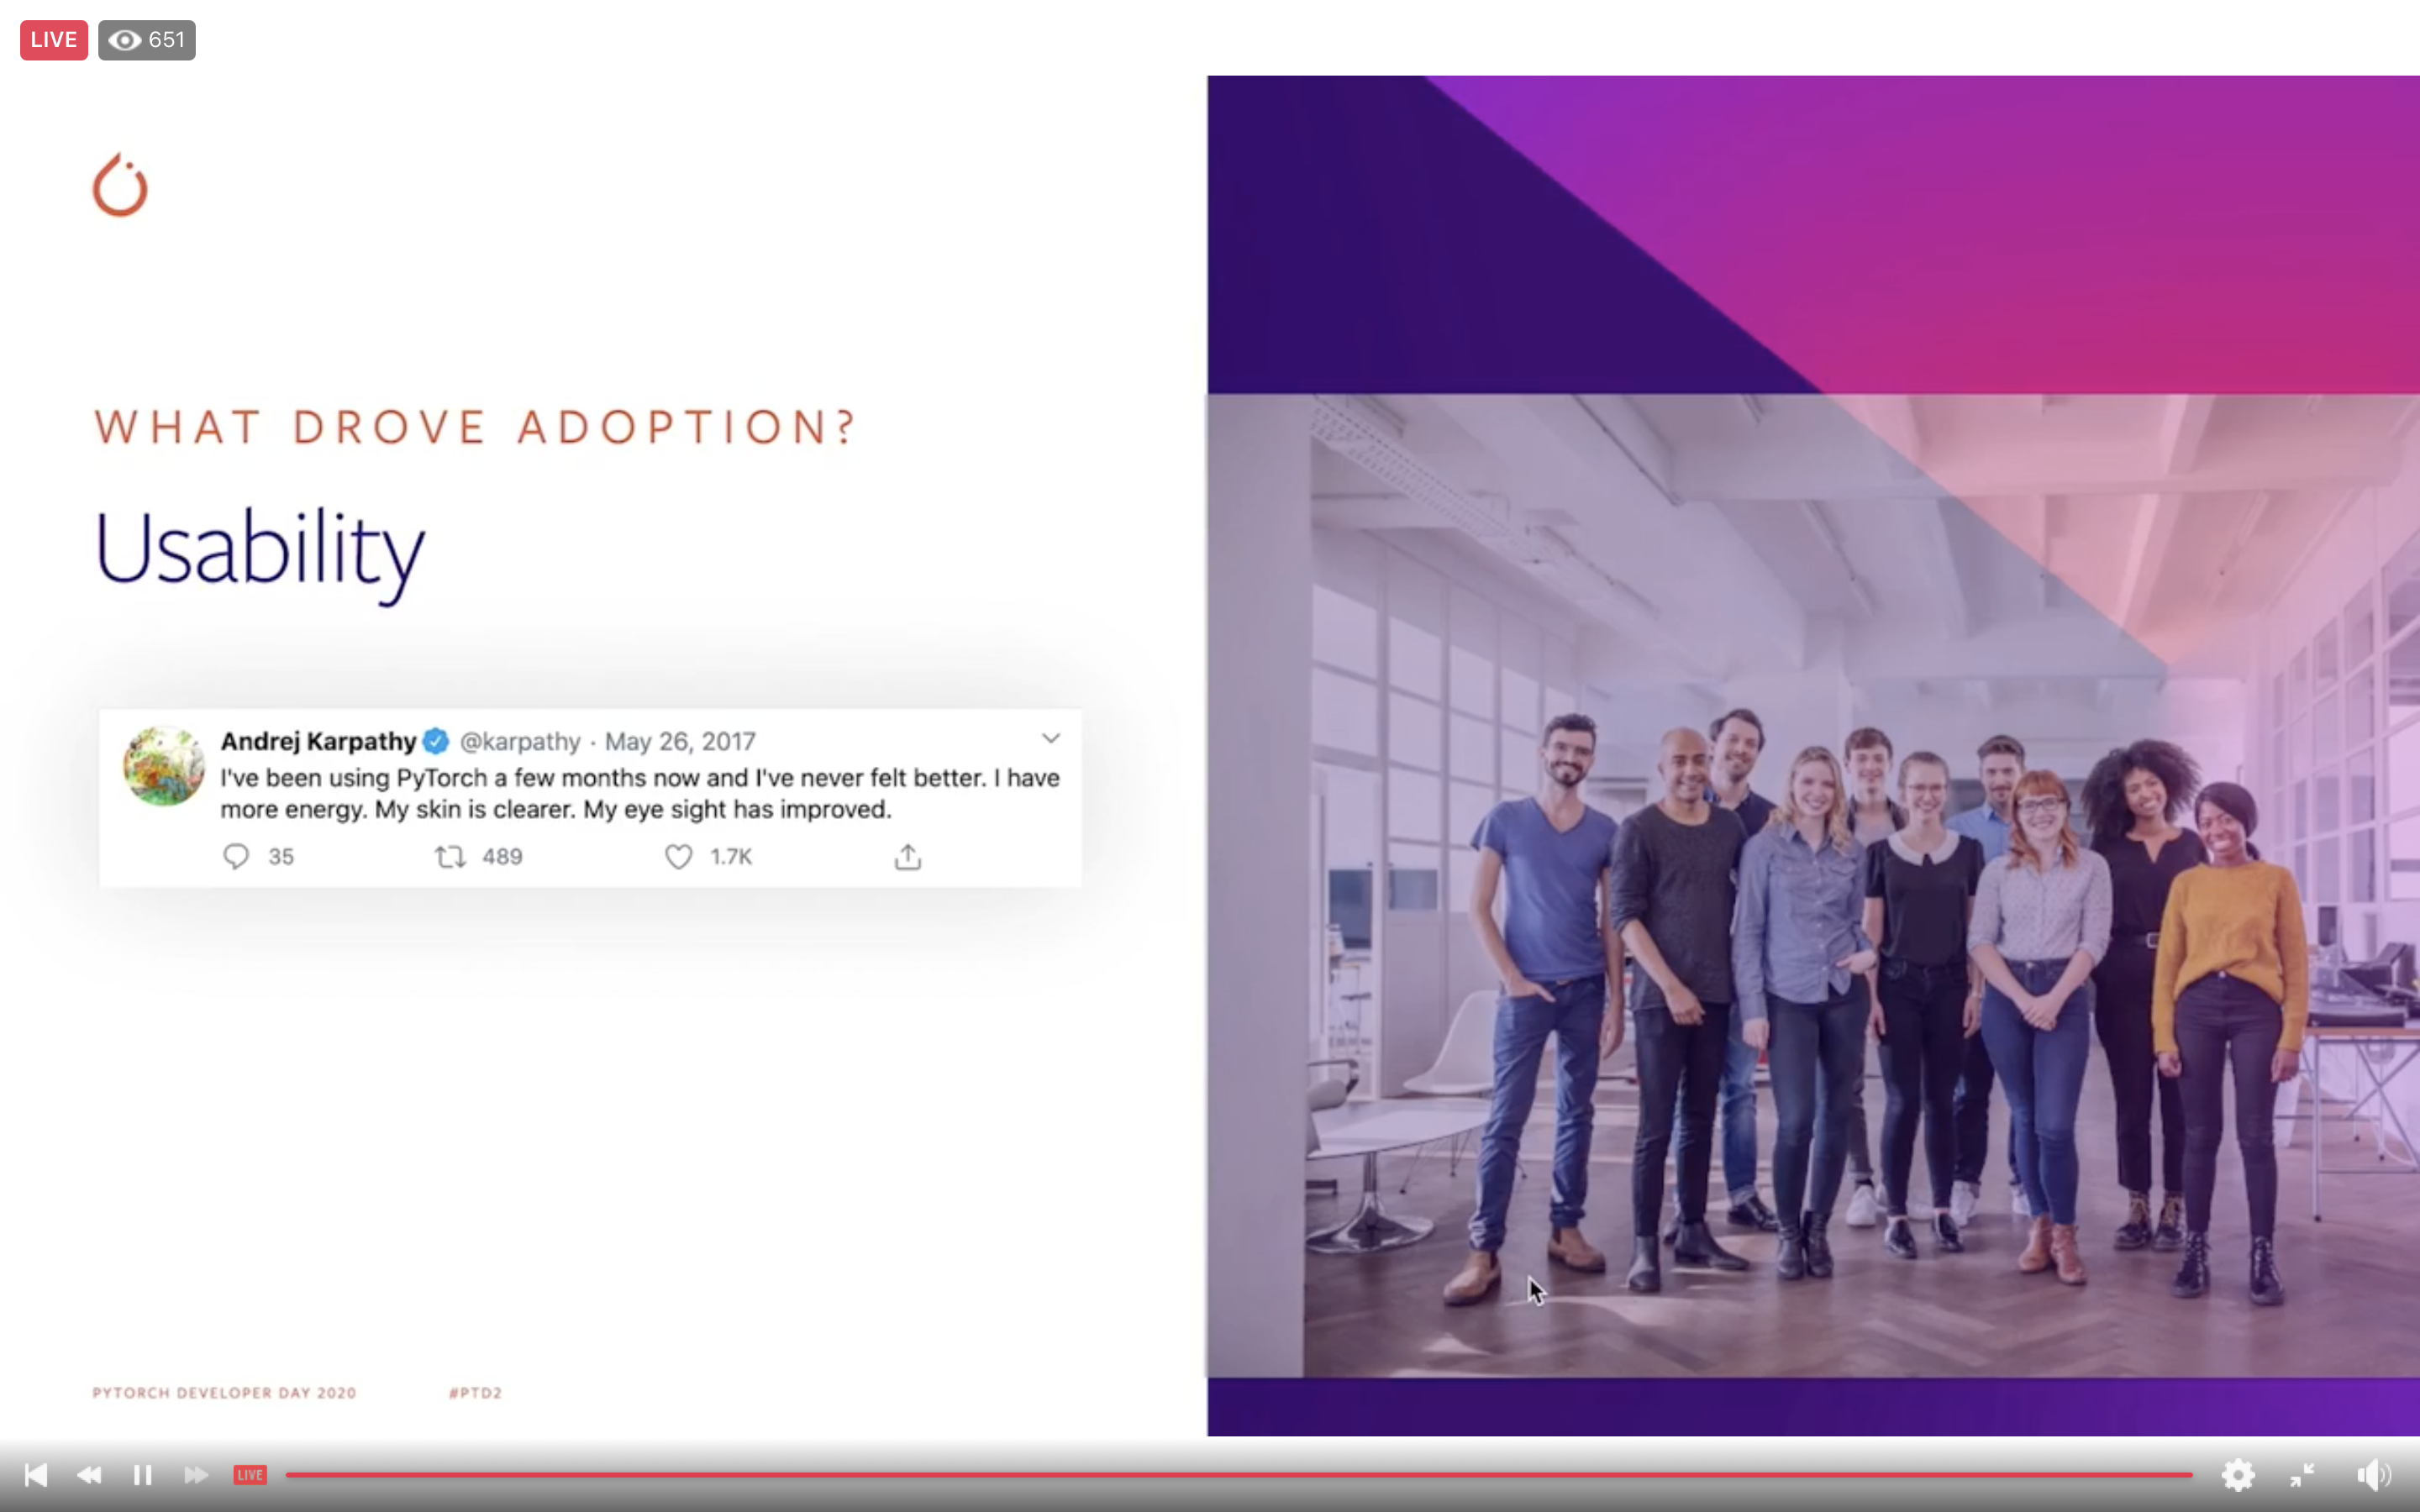 LIVE 651
WHAT DROVE ADOPTION?
Usability
Andrej Karpathy @karpathy · May 26, 2017
I've been using PyTorch a few months now and I've never felt better. I have
more energy. My skin is clearer. My eye sight has improved.
35 489 1.7K
PYTORCH DEVELOPER DAY 2020 #PTD2
LIVE